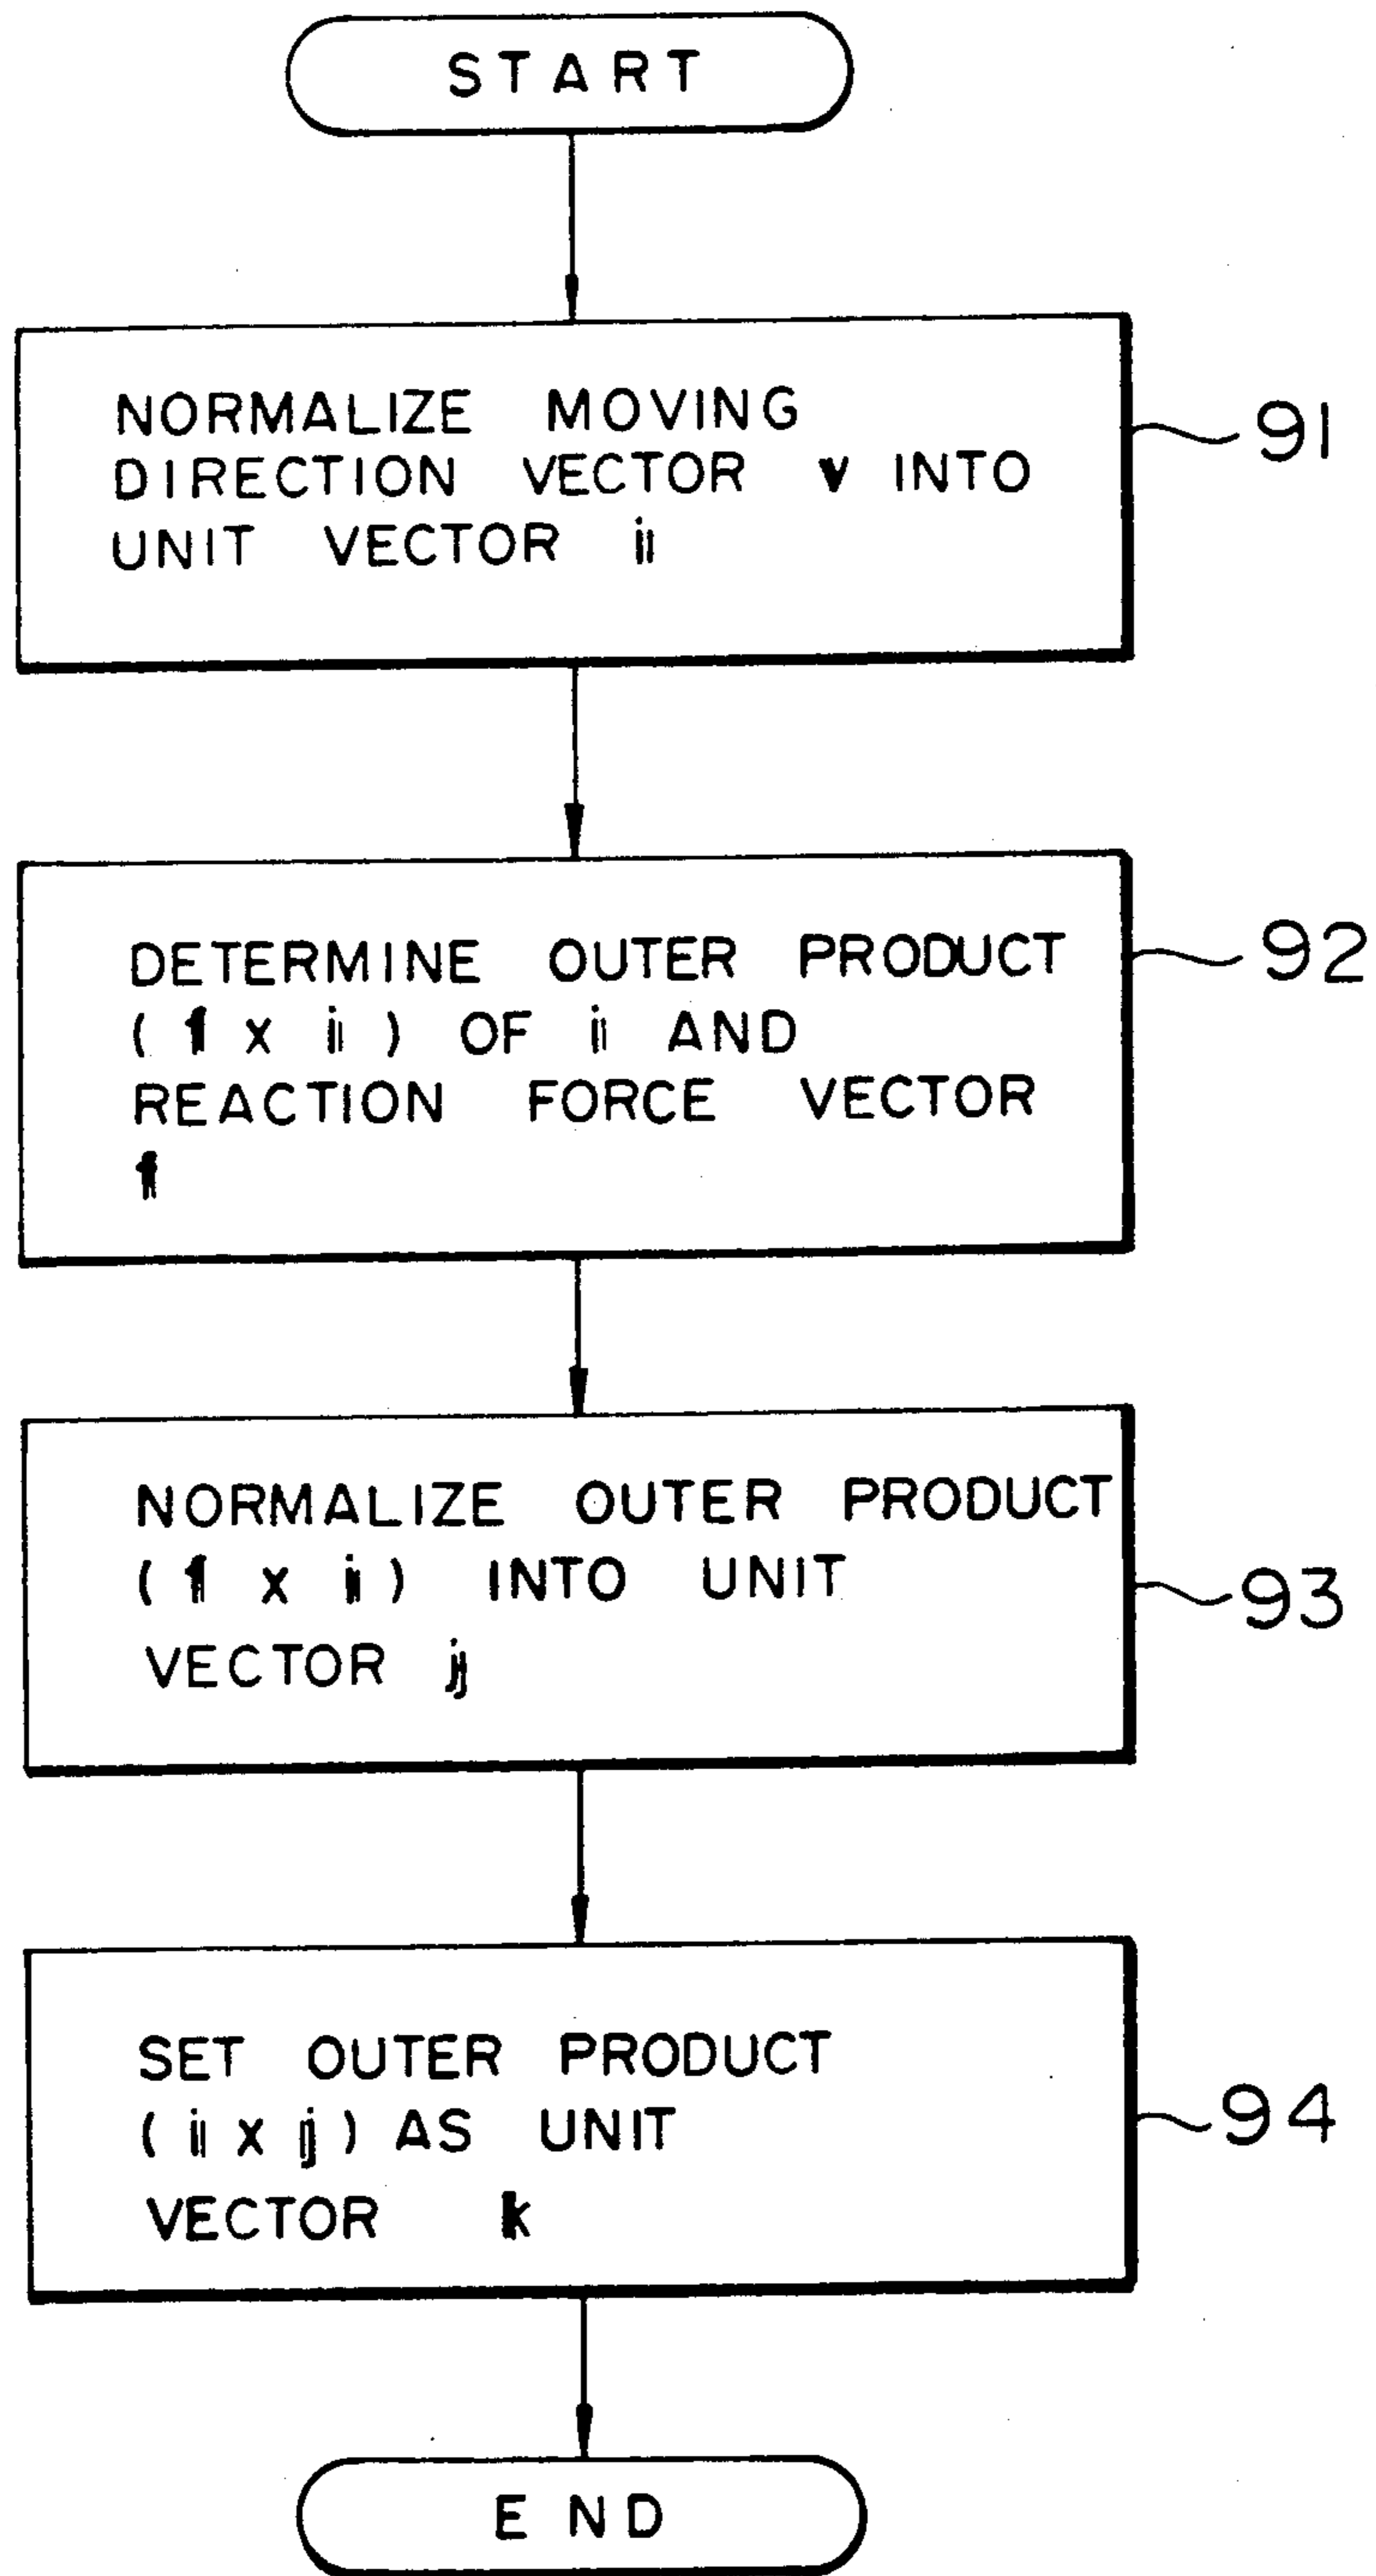 START
NORMALIZE MOVING
DIRECTION VECTOR v INTO
UNIT VECTOR i
91
DETERMINE OUTER PRODUCT
(f x i) OF i AND
REACTION FORCE VECTOR
f
92
NORMALIZE OUTER PRODUCT
(f x i) INTO UNIT
VECTOR j
93
SET OUTER PRODUCT
(i x j) AS UNIT
VECTOR k
94
END